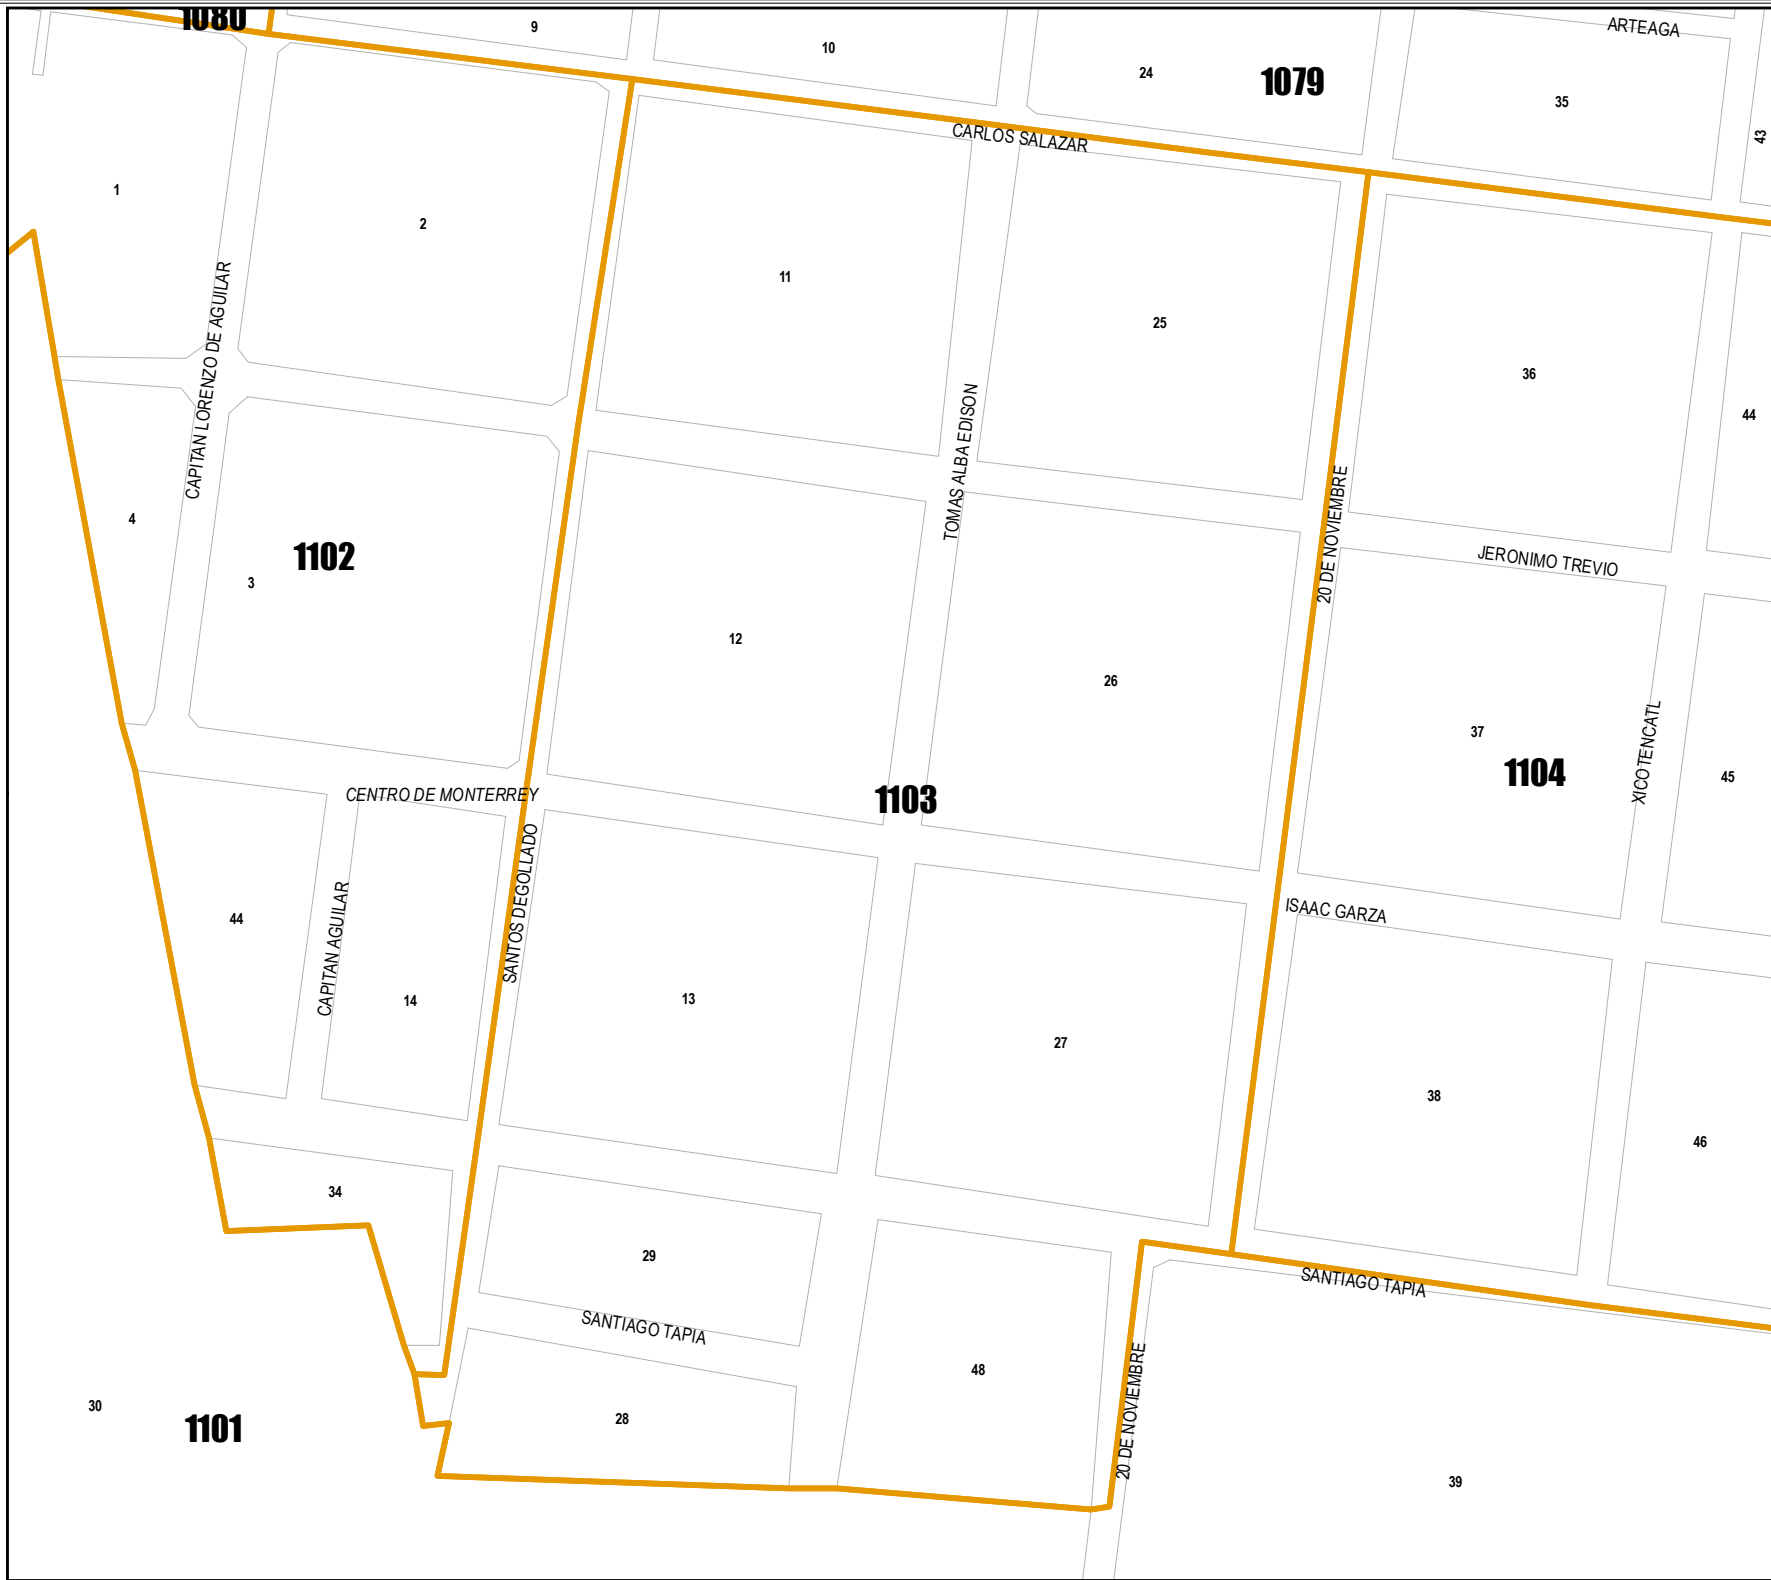 1080
9
10
24
1079
ARTEAGA
35
43
CARLOS SALAZAR
1
2
11
25
36
44
CAPITAN LORENZO DE AGUILAR
TOMAS ALBA EDISON
20 DE NOVIEMBRE
JERONIMO TREVIO
4
3
1102
12
26
37
1104
XICOTENCATL
45
CENTRO DE MONTERREY
1103
SANTOS DEGOLLADO
ISAAC GARZA
44
CAPITAN AGUILAR
14
13
27
38
46
34
29
SANTIAGO TAPIA
SANTIAGO TAPIA
48
20 DE NOVIEMBRE
30
1101
28
39